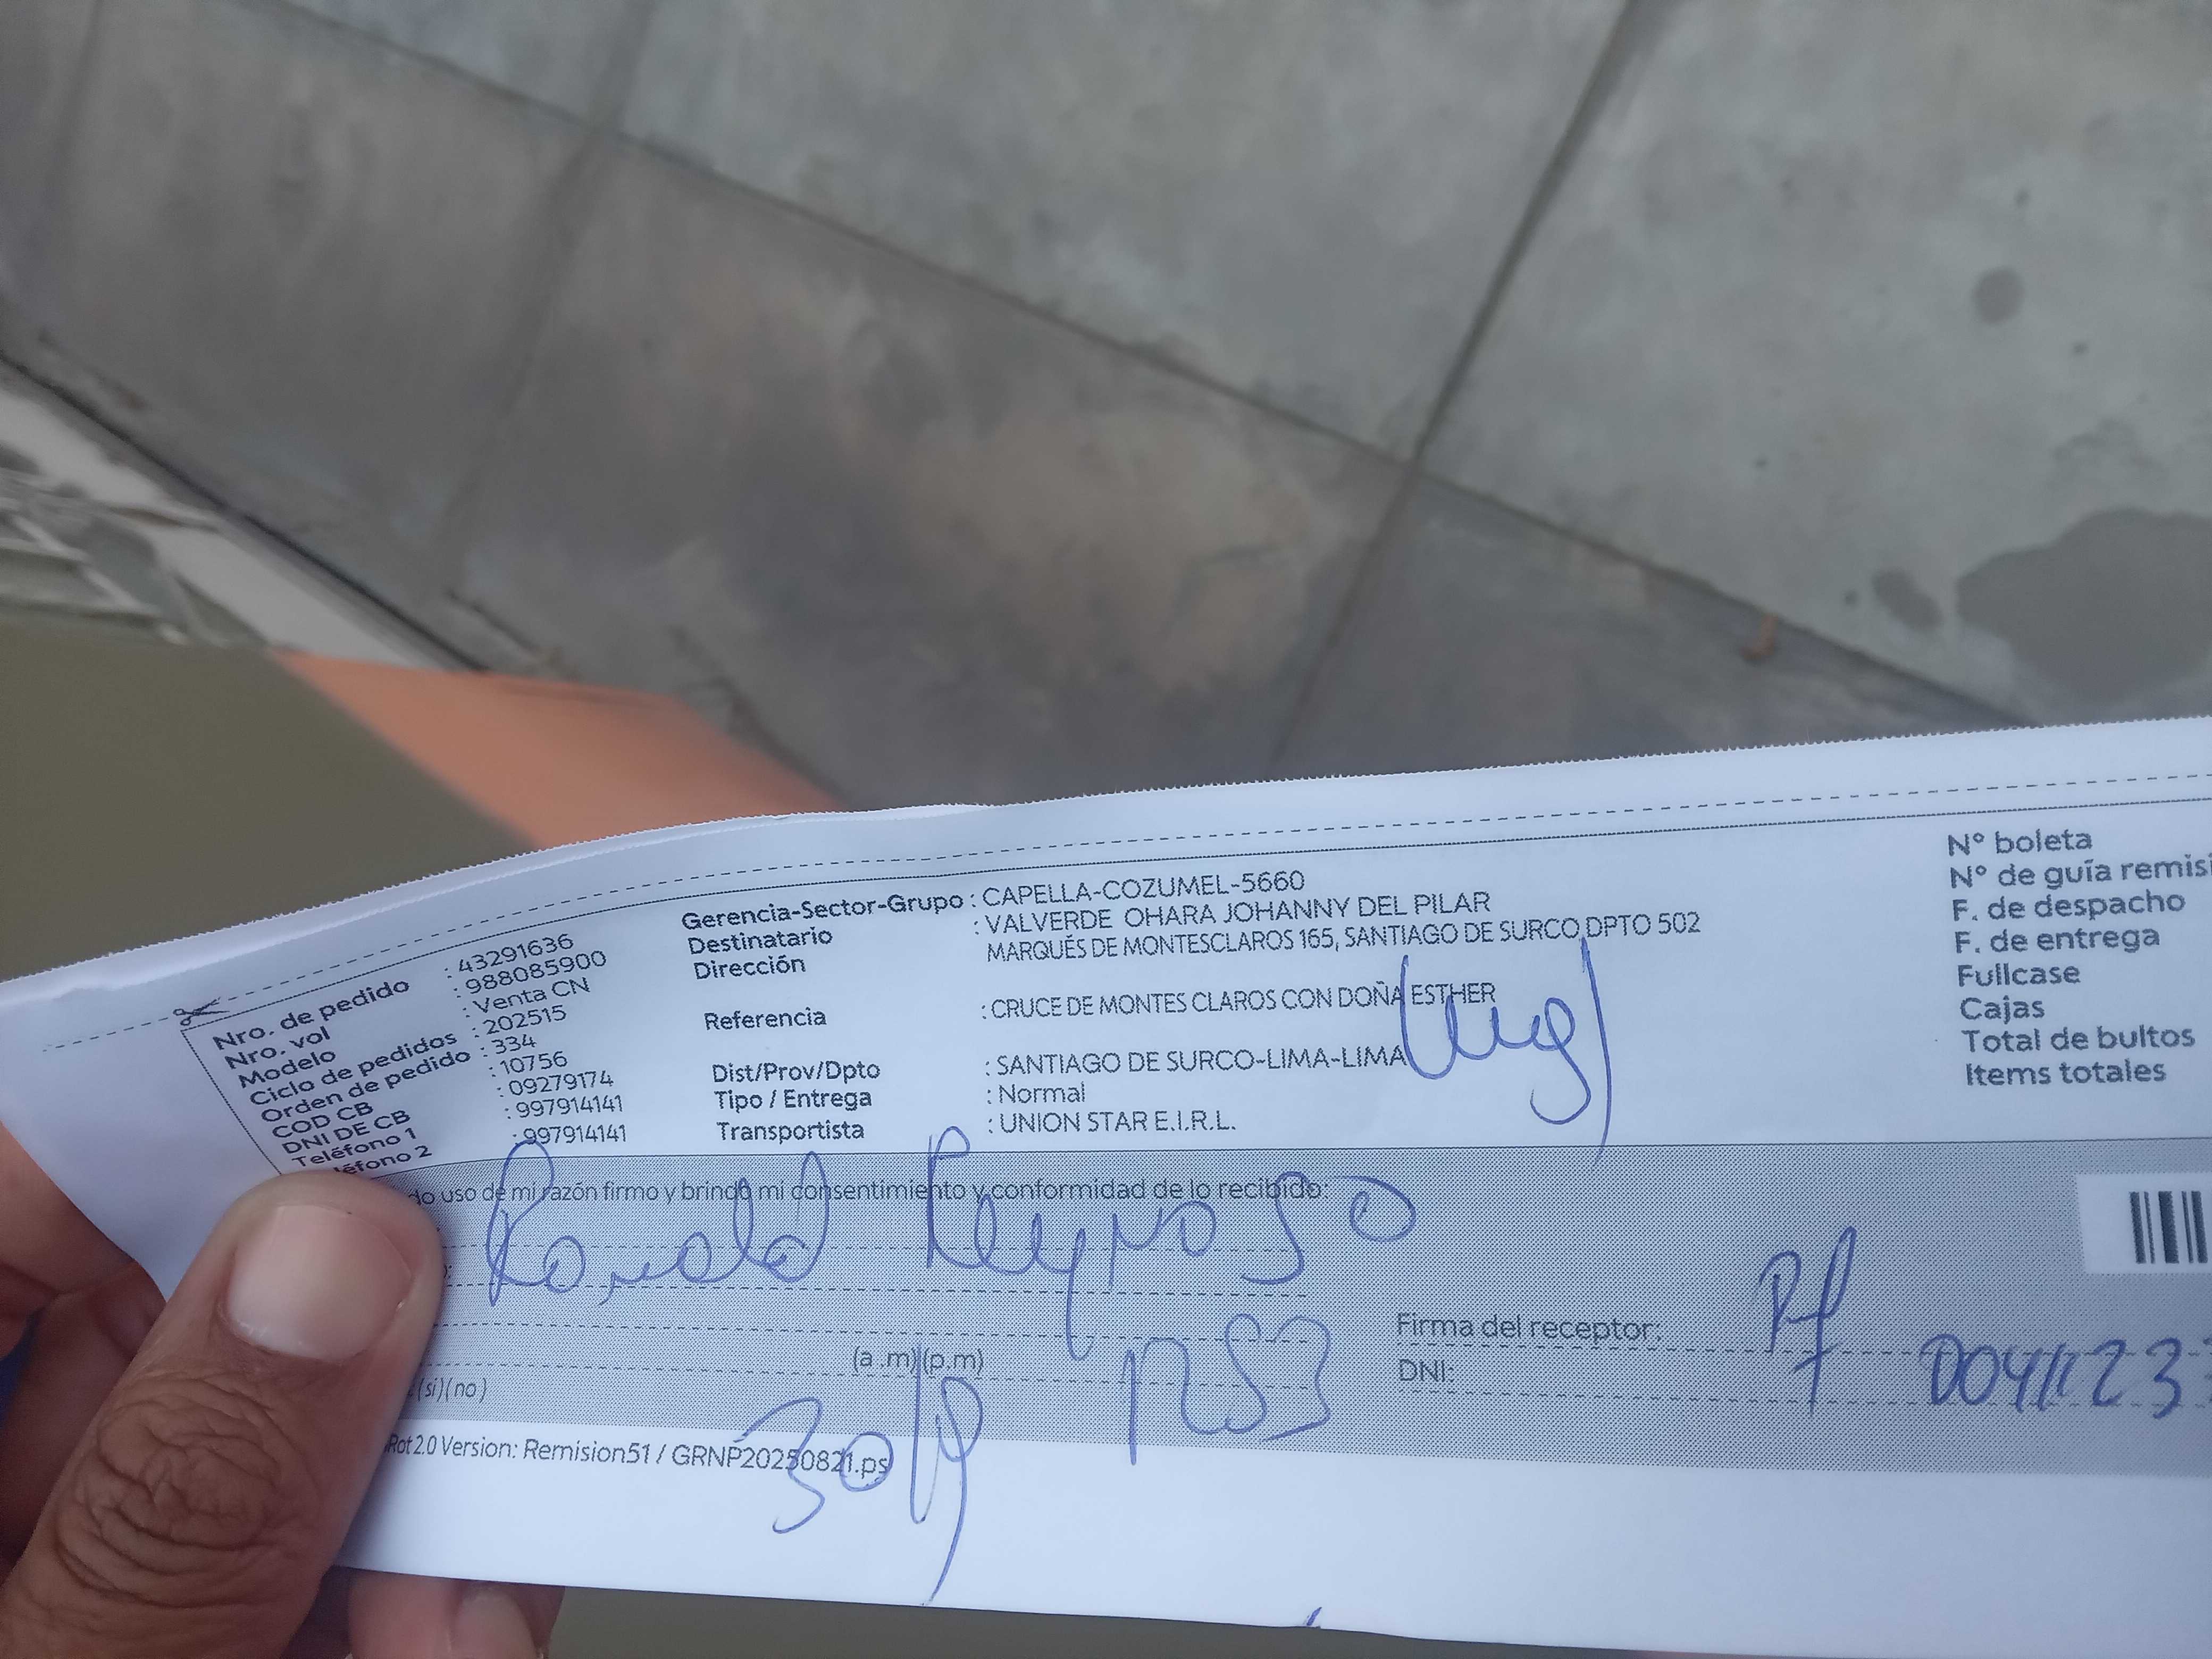 Nro. de pedido : 43291636
Nro. vol : 988085900
Modelo : Venta CN
Ciclo de pedidos : 202515
Orden de pedido : 334
COD CB : 10756
DNI DE CB : 09279174
Teléfono 1 : 997914141
léfono 2 : 997914141
Gerencia-Sector-Grupo : CAPELLA-COZUMEL-5660
Destinatario : VALVERDE OHARA JOHANNY DEL PILAR
Dirección MARQUÉS DE MONTESCLAROS 165, SANTIAGO DE SURCO DPTO 502
Referencia : CRUCE DE MONTES CLAROS CON DOÑA ESTHER
Dist/Prov/Dpto : SANTIAGO DE SURCO-LIMA-LIMA
Tipo / Entrega : Normal
Transportista : UNION STAR E.I.R.L.
N° boleta
N° de guía remisi
F. de despacho
F. de entrega
Fullcase
Cajas
Total de bultos
Items totales
do uso de mi razón firmo y brindo mi consentimiento y conformidad de lo recibido:
Ronald Reynoso
(a .m) (p.m) 1253
(si)(no)
Firma del receptor:
DNI:
Rot2.0 Version: Remision51 / GRNP20250821.ps